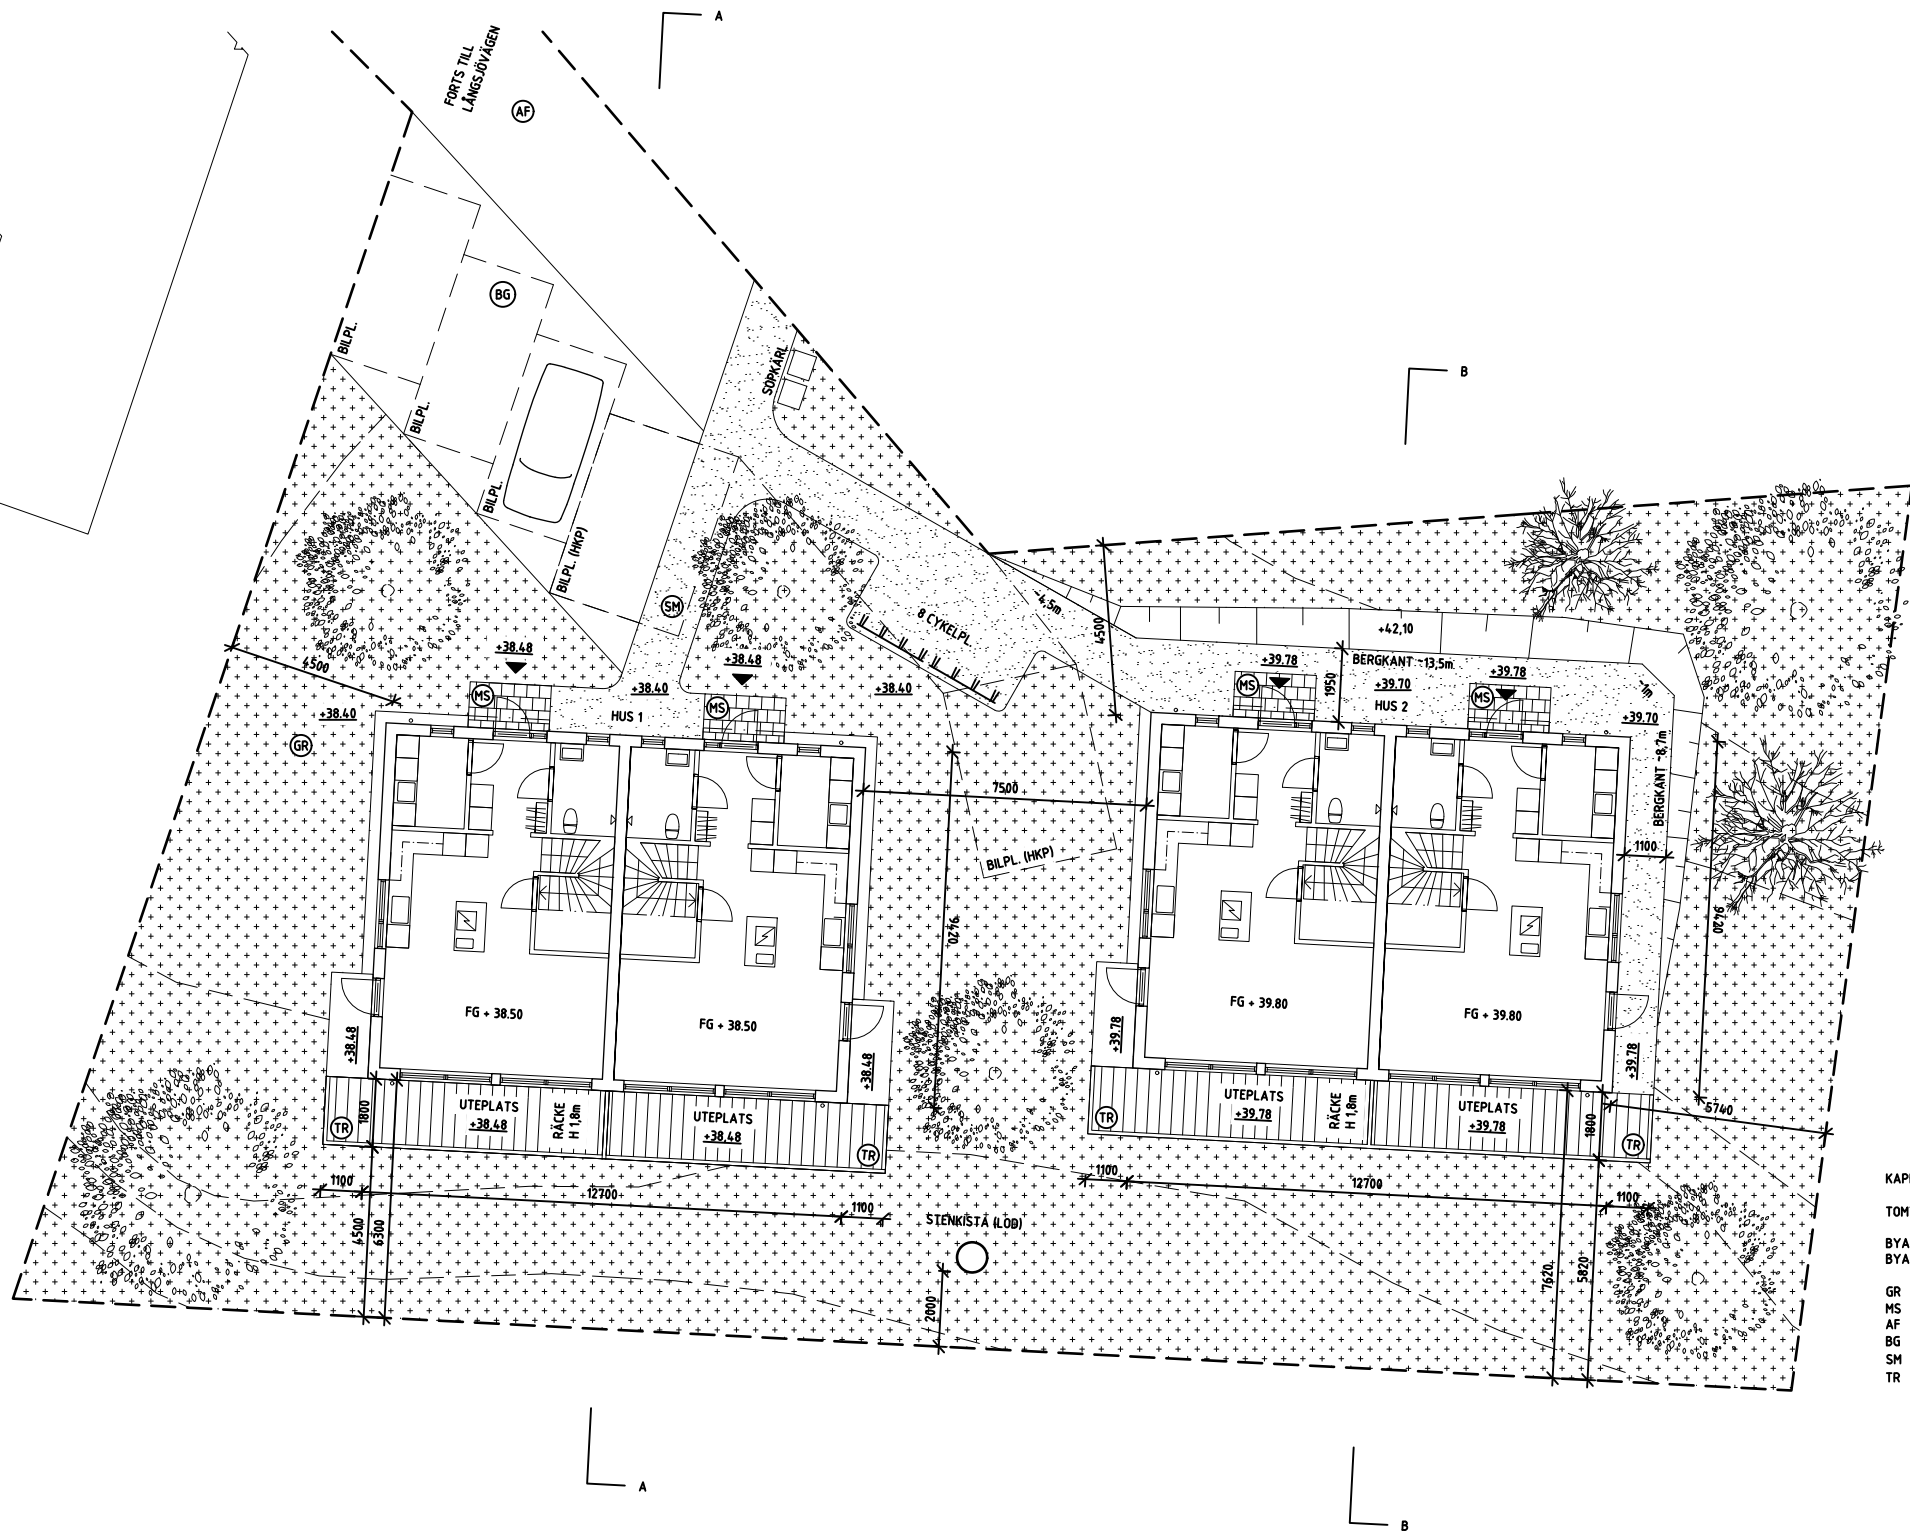 A
FORTS TILL
LÅNGSJÖVÄGEN
AF
BG
BILPL.
SOPKÄRL
B
BILPL.
BILPL.
BILPL. (HKP)
SM
8 CYKELPL.
~4,5m
4500
+42,10
+38.48
+38.48
4500
+38.40
+38.40
+38.40
MS
MS
HUS 1
GR
+39.78
BERGKANT ~13,5m
+39.78
~1m
MS
1950
+39.70
MS
HUS 2
+39.70
BERGKANT ~8,7m
7500
BILPL. (HKP)
1100
9420
9420
FG + 38.50
FG + 38.50
FG + 39.80
FG + 39.80
+38.48
+38.48
+39.78
+39.78
UTEPLATS
+38.48
RÄCKE
H 1,8m
UTEPLATS
+38.48
TR
TR
1800
UTEPLATS
+39.78
RÄCKE
H 1,8m
UTEPLATS
+39.78
TR
TR
1800
5740
1100
12700
1100
1100
12700
1100
4500
6300
STENKISTA (LOD)
2000
7620
5820
TOM
BYA
BYA
GR
MS
AF
BG
SM
TR
A
B